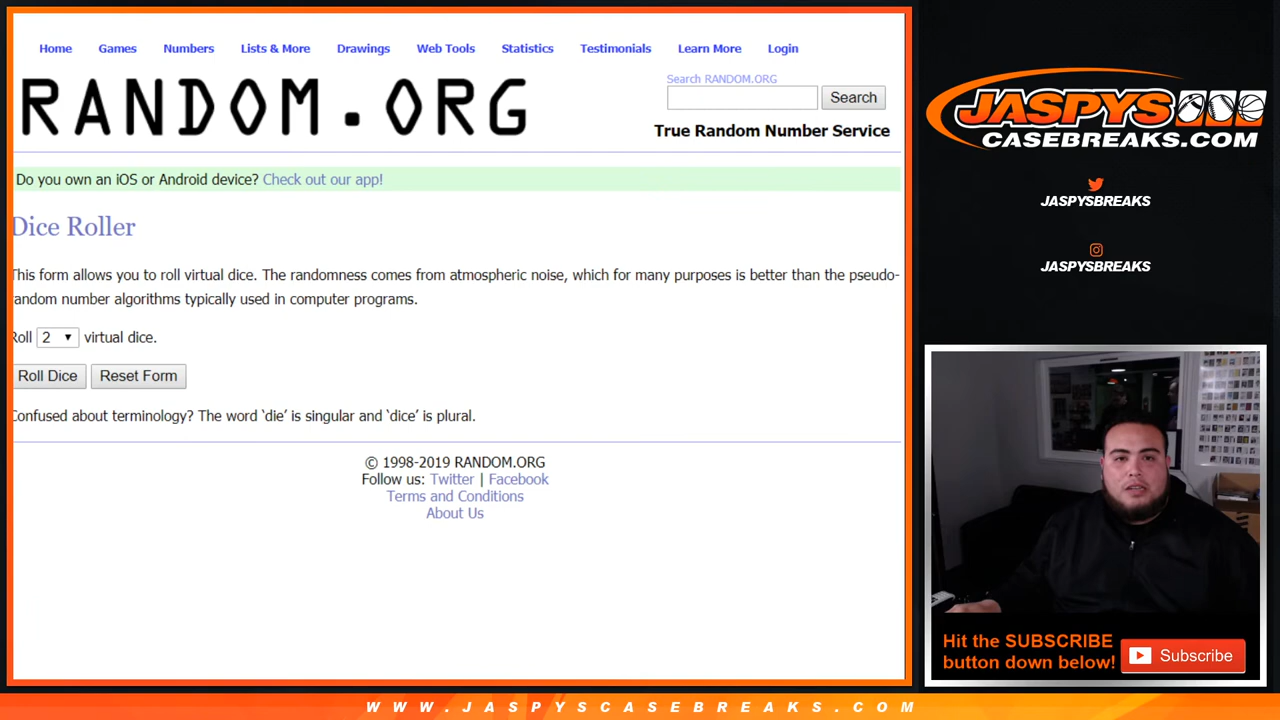 Home Games Numbers Lists & More Drawings Web Tools Statistics Testimonials Learn More Login
RANDOM.ORG
Search RANDOM.ORG
Search
True Random Number Service
Do you own an iOS or Android device? Check out our app!
Dice Roller
This form allows you to roll virtual dice. The randomness comes from atmospheric noise, which for many purposes is better than the pseudo-
random number algorithms typically used in computer programs.
Roll 2 virtual dice.
Roll Dice Reset Form
Confused about terminology? The word ‘die’ is singular and ‘dice’ is plural.
© 1998-2019 RANDOM.ORG
Follow us: Twitter | Facebook
Terms and Conditions
About Us
JASPYS
CASEBREAKS.COM
JASPYSBREAKS
JASPYSBREAKS
Hit the SUBSCRIBE
button down below!
Subscribe
WWW.JASPYSCASEBREAKS.COM